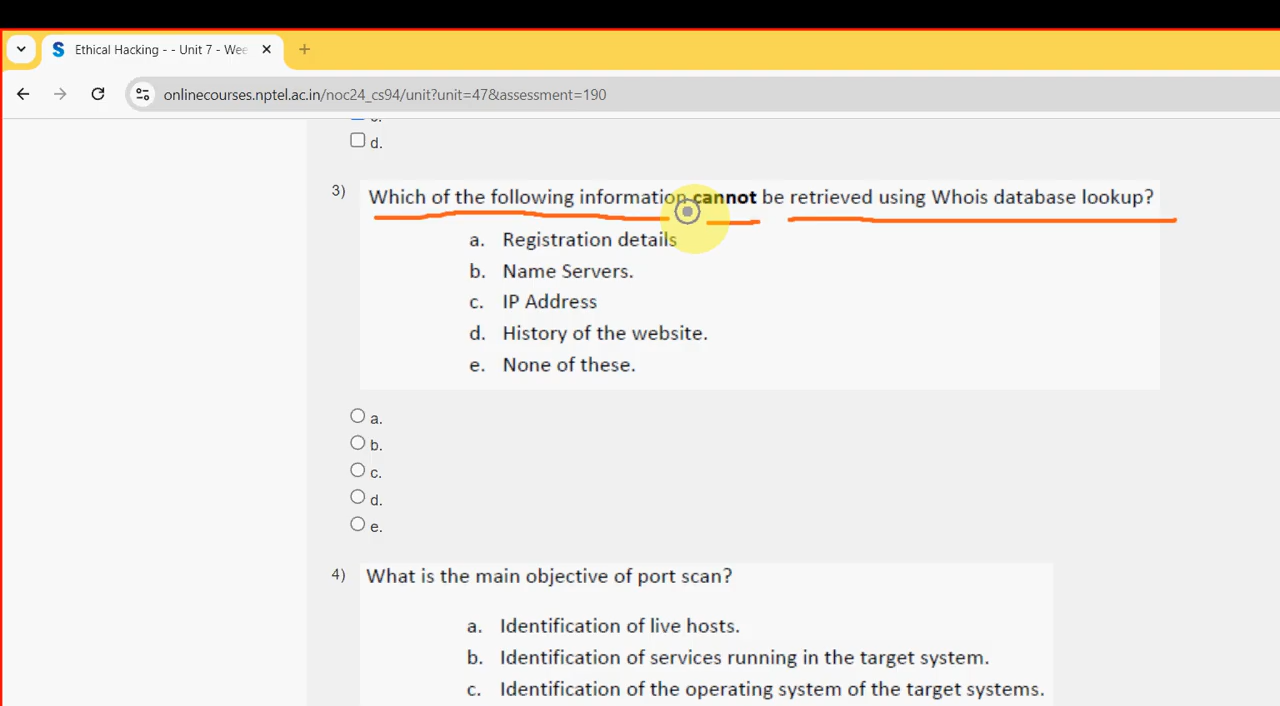 Ethical Hacking - - Unit 7 - Wee
onlinecourses.nptel.ac.in/noc24_cs94/unit?unit=47&assessment=190
d.
3) Which of the following information cannot be retrieved using Whois database lookup?
a. Registration details
b. Name Servers.
c. IP Address
d. History of the website.
e. None of these.
a.
b.
c.
d.
e.
4) What is the main objective of port scan?
a. Identification of live hosts.
b. Identification of services running in the target system.
c. Identification of the operating system of the target systems.